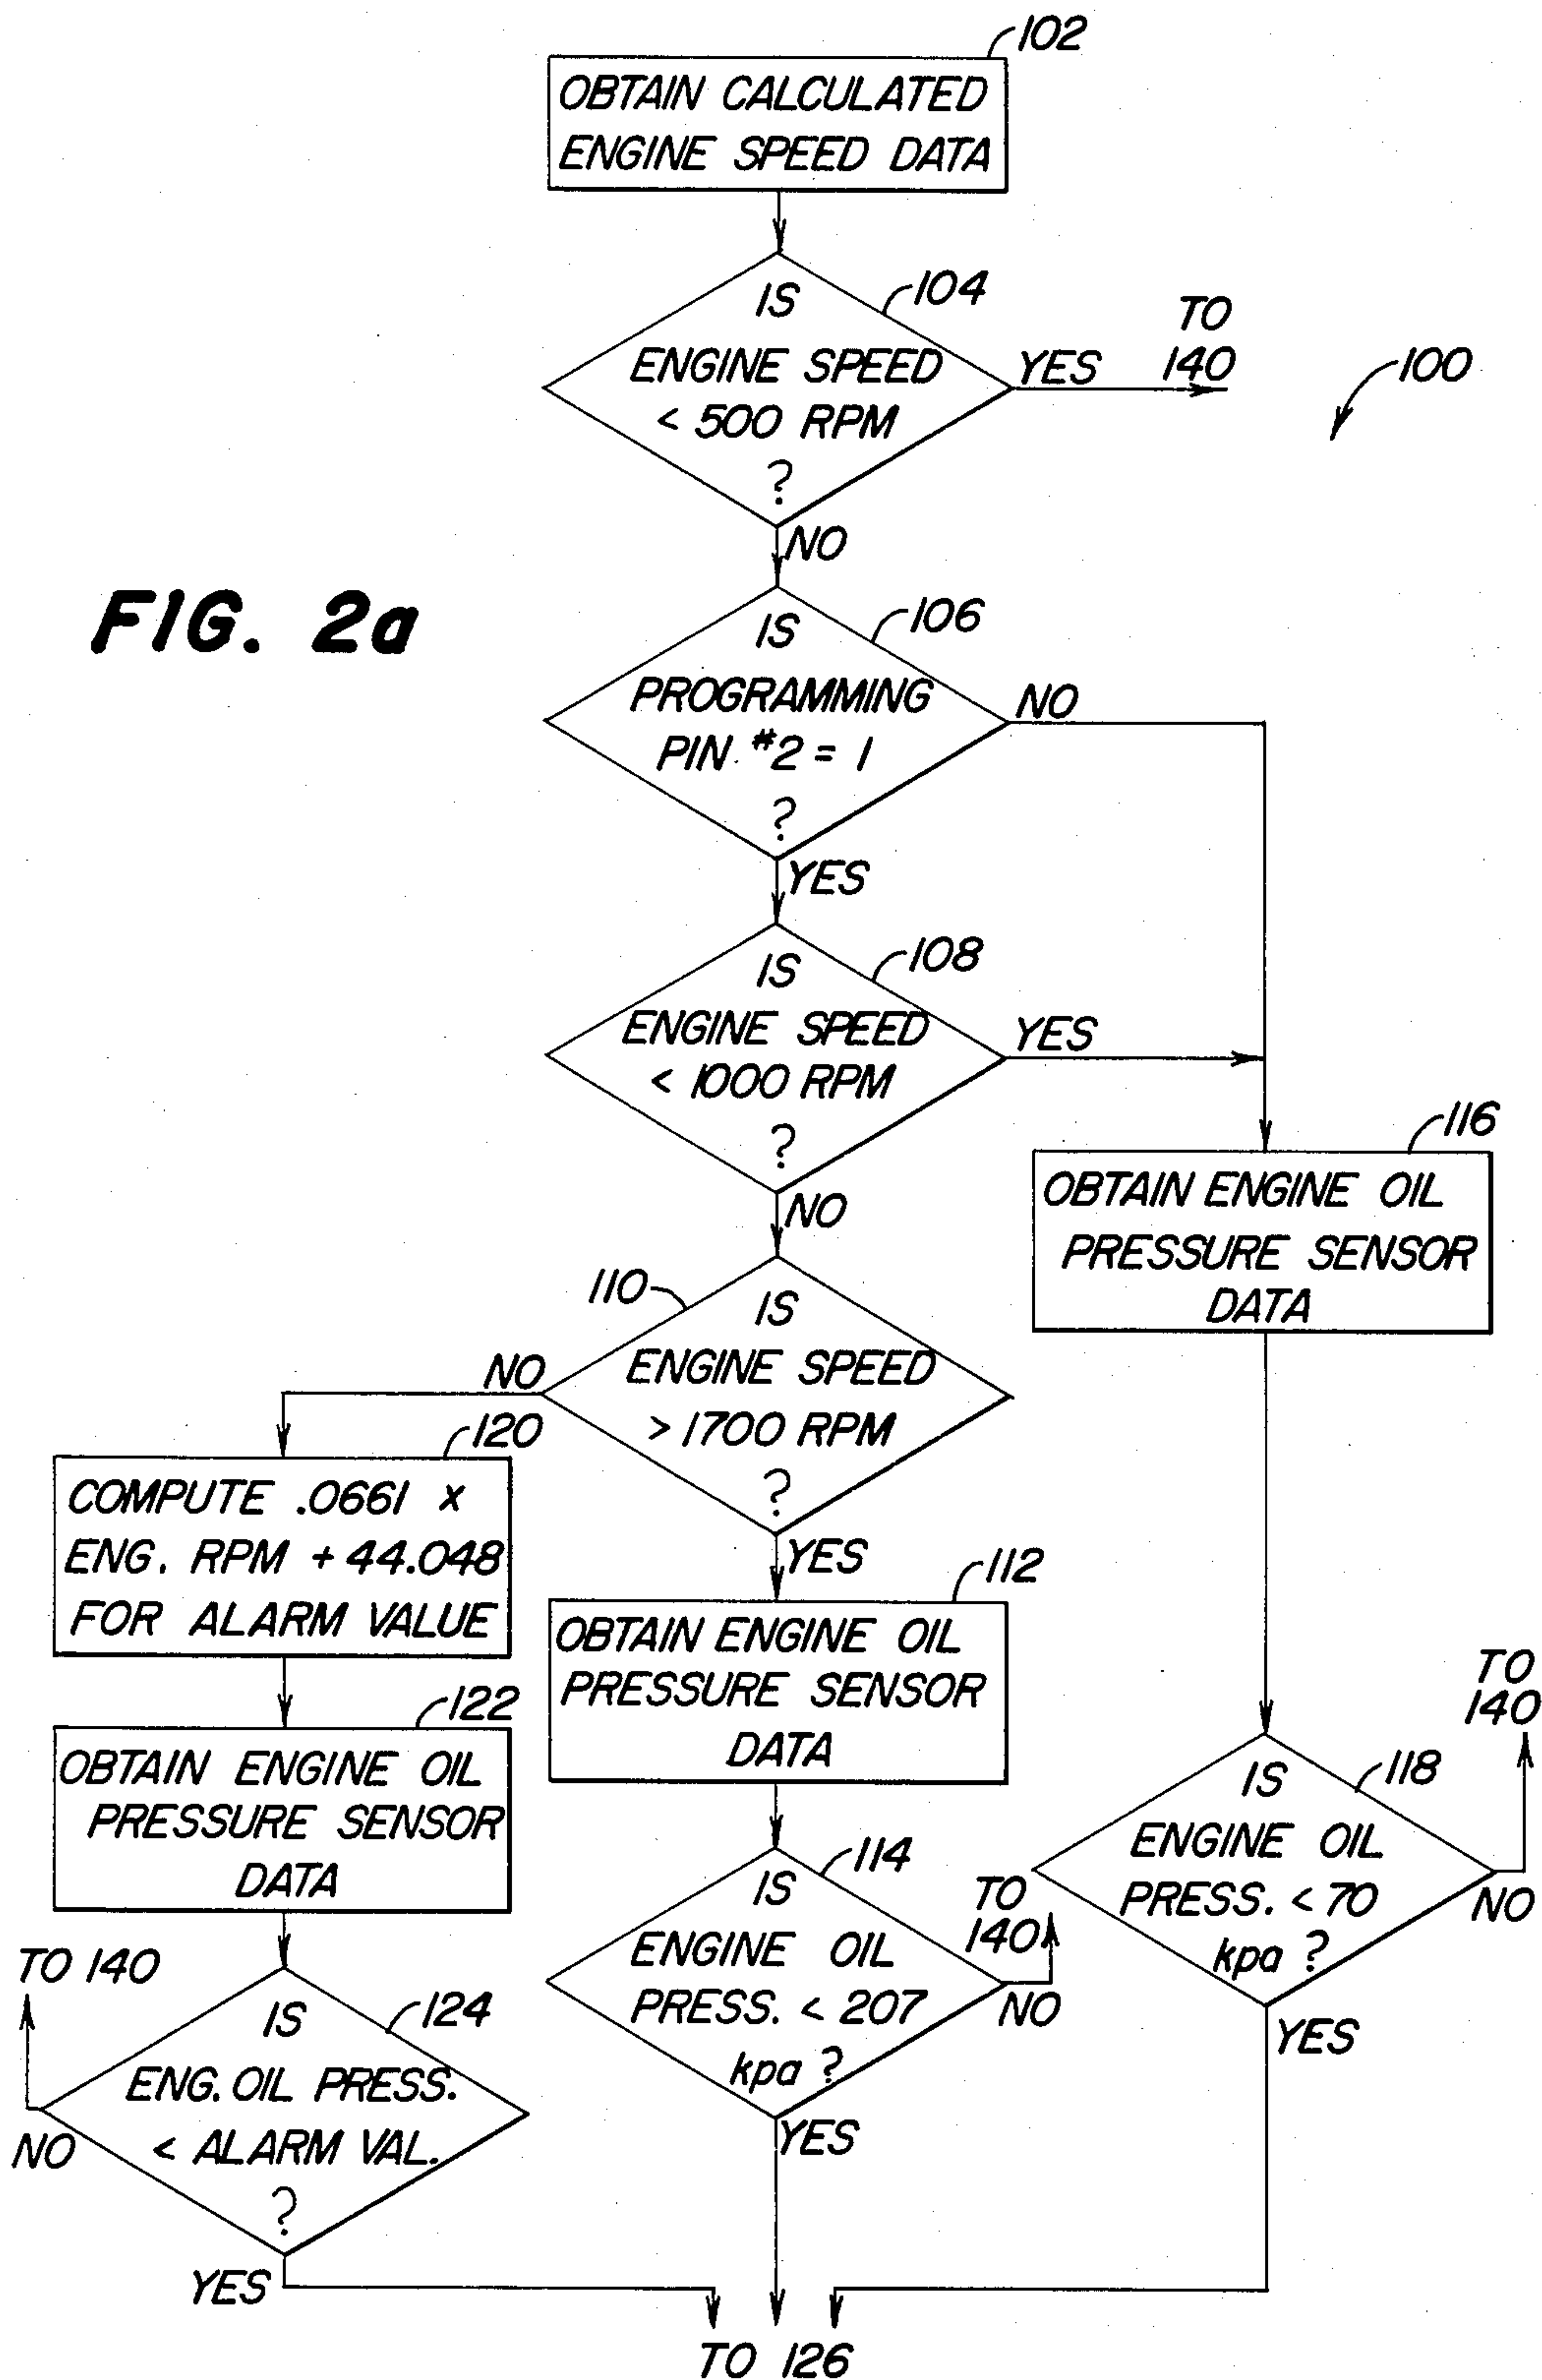 102
OBTAIN CALCULATED
ENGINE SPEED DATA
104
IS
ENGINE SPEED
< 500 RPM
?
YES
TO
140
100
NO
FIG. 2a
106
IS
PROGRAMMING
PIN #2 = 1
?
NO
YES
108
IS
ENGINE SPEED
< 1000 RPM
?
YES
NO
116
OBTAIN ENGINE OIL
PRESSURE SENSOR
DATA
110
IS
ENGINE SPEED
> 1700 RPM
?
NO
YES
120
COMPUTE .0661 x
ENG. RPM + 44.048
FOR ALARM VALUE
112
OBTAIN ENGINE OIL
PRESSURE SENSOR
DATA
122
OBTAIN ENGINE OIL
PRESSURE SENSOR
DATA
TO
140
118
IS
ENGINE OIL
PRESS. < 70
kpa ?
NO
YES
114
IS
ENGINE OIL
PRESS. < 207
kpa ?
TO
140
NO
YES
TO 140
124
IS
ENG. OIL PRESS.
< ALARM VAL.
?
NO
YES
TO 126